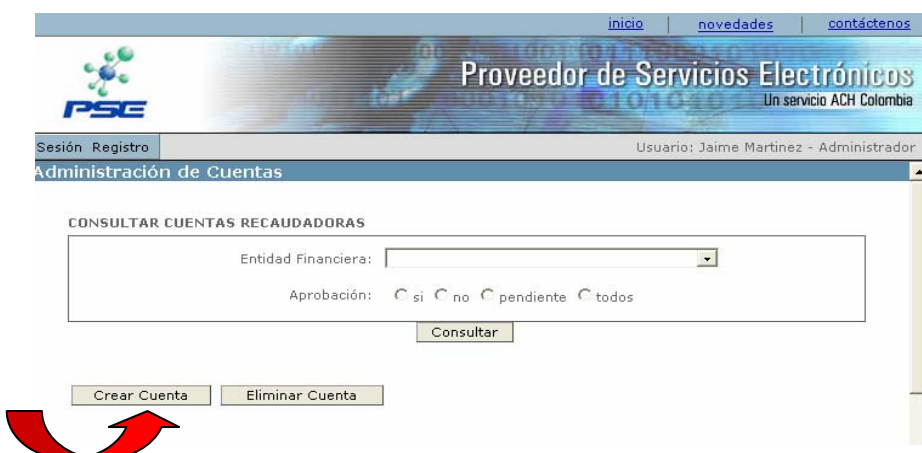 inicio | novedades | contáctenos
PSE
Proveedor de Servicios Electrónicos
Un servicio ACH Colombia
Sesión Registro
Usuario: Jaime Martinez - Administrador
Administración de Cuentas
CONSULTAR CUENTAS RECAUDADORAS
Entidad Financiera:
Aprobación: si no pendiente todos
Consultar
Crear Cuenta Eliminar Cuenta